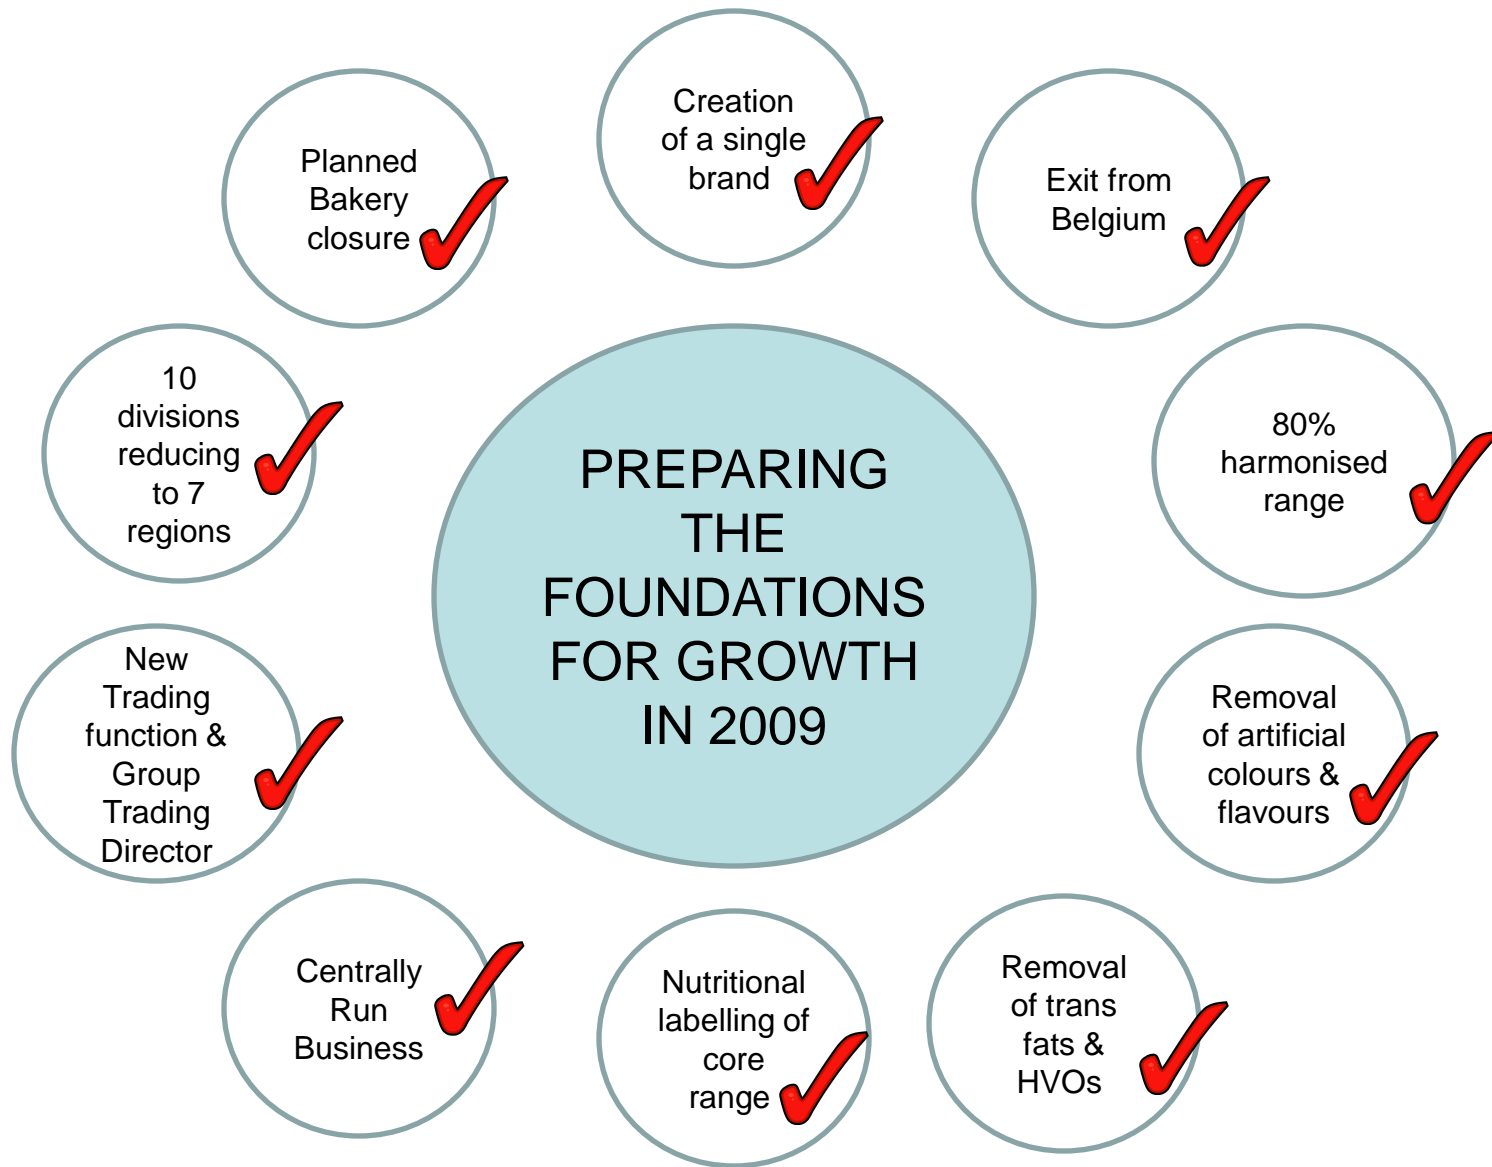 Creation
of a single
brand
Exit from
Belgium
80%
harmonised
range
Removal
of artificial
colours &
flavours
Removal
of trans
fats &
HVOs
Nutritional
labelling of
core
range
Centrally
Run
Business
New
Trading
function &
Group
Trading
Director
10
divisions
reducing
to 7
regions
Planned
Bakery
closure
PREPARING
THE
FOUNDATIONS
FOR GROWTH
IN 2009